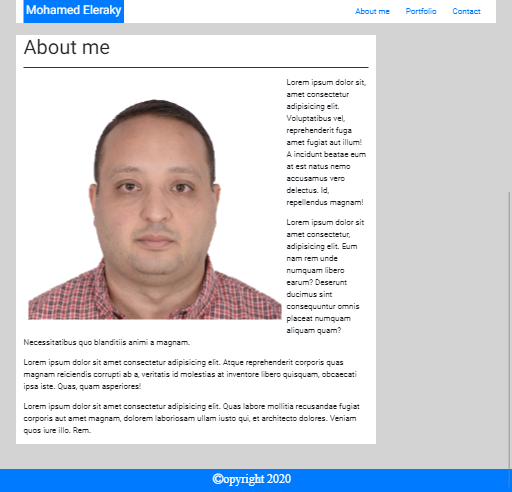 Mohamed Eleraky
About me
Portfolio
Contact
About me
Lorem ipsum dolor sit,
amet consectetur
adipisicing elit.
Voluptatibus vel,
reprehenderit fuga
amet fugiat aut illum!
A incidunt beatae eum
at est natus nemo
accusamus vero
delectus. Id,
repellendus magnam!
Lorem ipsum dolor sit
amet consectetur,
adipisicing elit. Eum
nam rem unde
numquam libero
earum? Deserunt
ducimus sint
consequuntur omnis
placeat numquam
aliquam quam?
Necessitatibus quo blanditiis animi a magnam.
Lorem ipsum dolor sit amet consectetur adipisicing elit. Atque reprehenderit corporis quas
magnam reiciendis corrupti ab a, veritatis id molestias at inventore libero quisquam, obcaecati
ipsa iste. Quas, quam asperiores!
Lorem ipsum dolor sit amet consectetur adipisicing elit. Quas labore mollitia recusandae fugiat
corporis aut amet magnam, dolorem laboriosam ullam iusto qui, et architecto dolores. Veniam
quos iure illo. Rem.
©opyright 2020